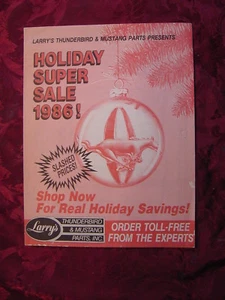 LARRY'S THUNDERBIRD & MUSTANG PARTS PRESENTS
HOLIDAY
SUPER
SALE
1986!
SLASHED
PRICES!
Shop Now
For Real Holiday Savings!
Larry's
THUNDERBIRD
& MUSTANG
PARTS, INC.
ORDER TOLL-FREE
FROM THE EXPERTS